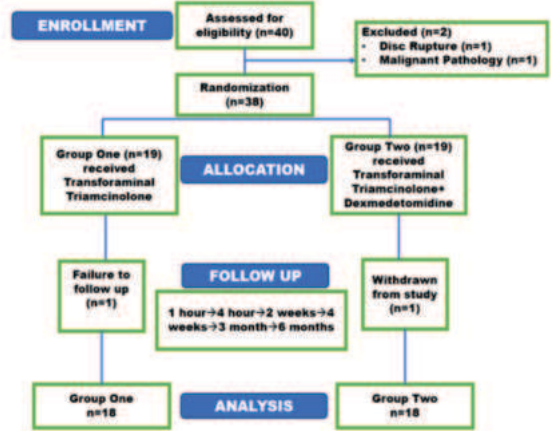 ENROLLMENT
Assessed for
eligibility (n=40)
Excluded (n=2)
• Disc Rupture (n=1)
• Malignant Pathology (n=1)
Randomization
(n=38)
Group One (n=19)
received
Transforaminal
Triamcinolone
ALLOCATION
Group Two (n=19)
received
Transforaminal
Triamcinolone+
Dexmedetomidine
Failure to
follow up
(n=1)
FOLLOW UP
1 hour→4 hour→2 weeks→4
weeks→3 month→6 months
Withdrawn
from study
(n=1)
Group One
n=18
ANALYSIS
Group Two
n=18